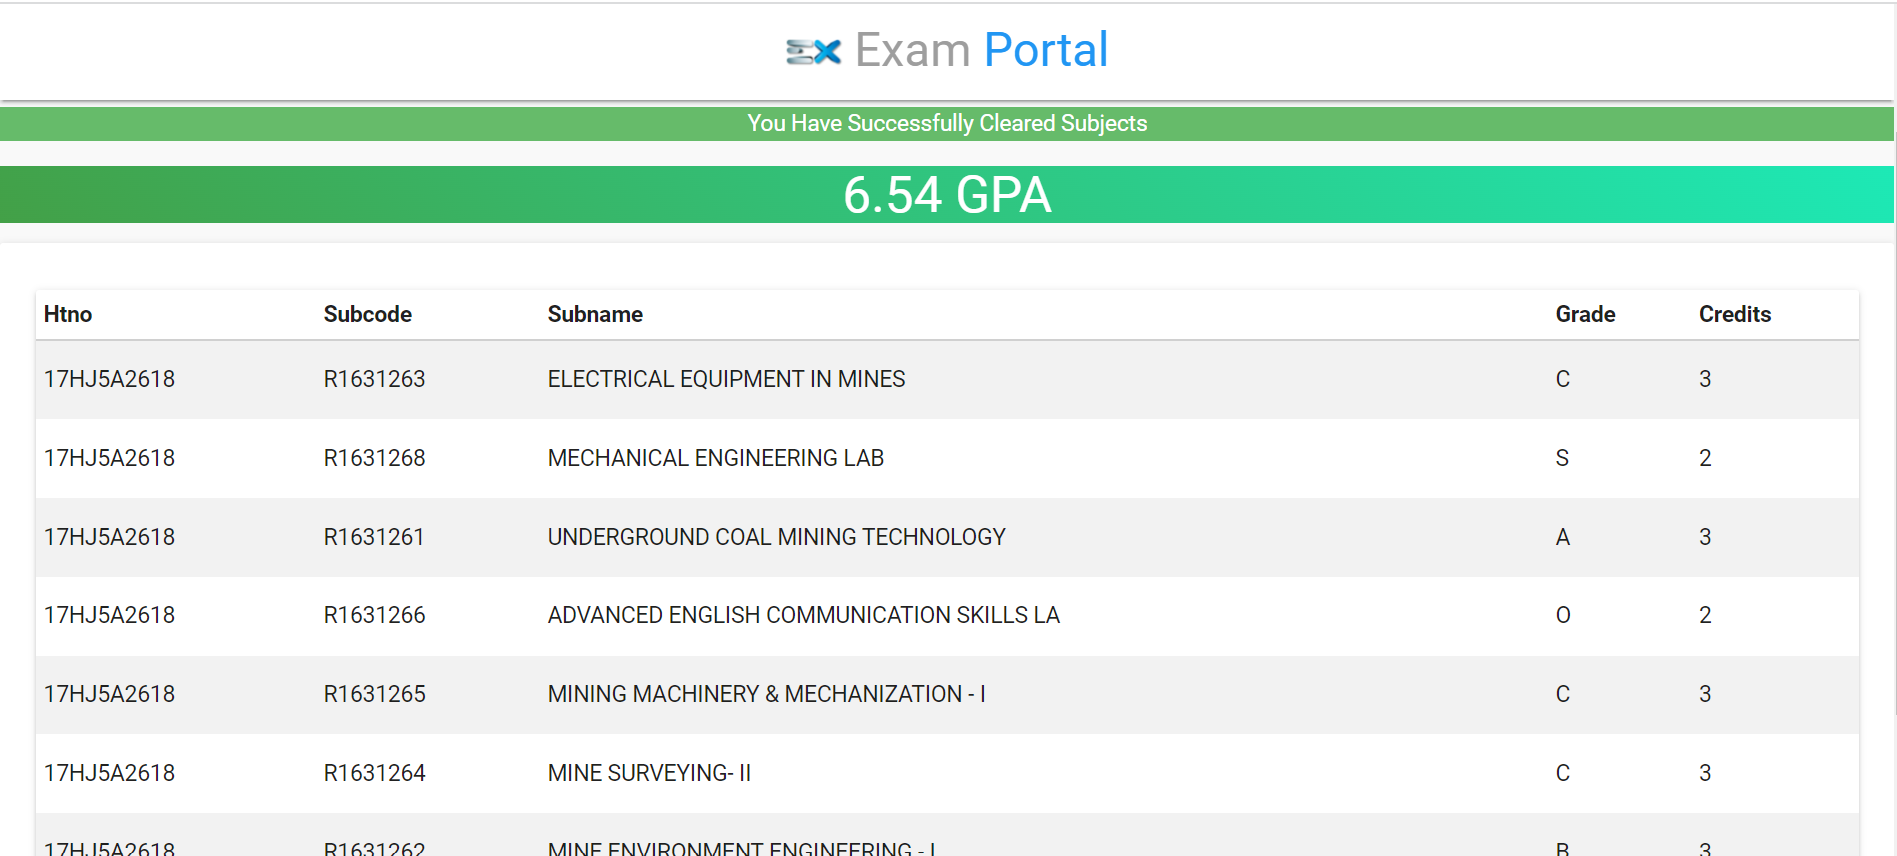 Exam Portal
You Have Successfully Cleared Subjects
6.54 GPA
Htno Subcode Subname Grade Credits
17HJ5A2618 R1631263 ELECTRICAL EQUIPMENT IN MINES C 3
17HJ5A2618 R1631268 MECHANICAL ENGINEERING LAB S 2
17HJ5A2618 R1631261 UNDERGROUND COAL MINING TECHNOLOGY A 3
17HJ5A2618 R1631266 ADVANCED ENGLISH COMMUNICATION SKILLS LA O 2
17HJ5A2618 R1631265 MINING MACHINERY & MECHANIZATION - I C 3
17HJ5A2618 R1631264 MINE SURVEYING- II C 3
17HJ5A2618 R1631262 MINE ENVIRONMENT ENGINEERING - I B 3